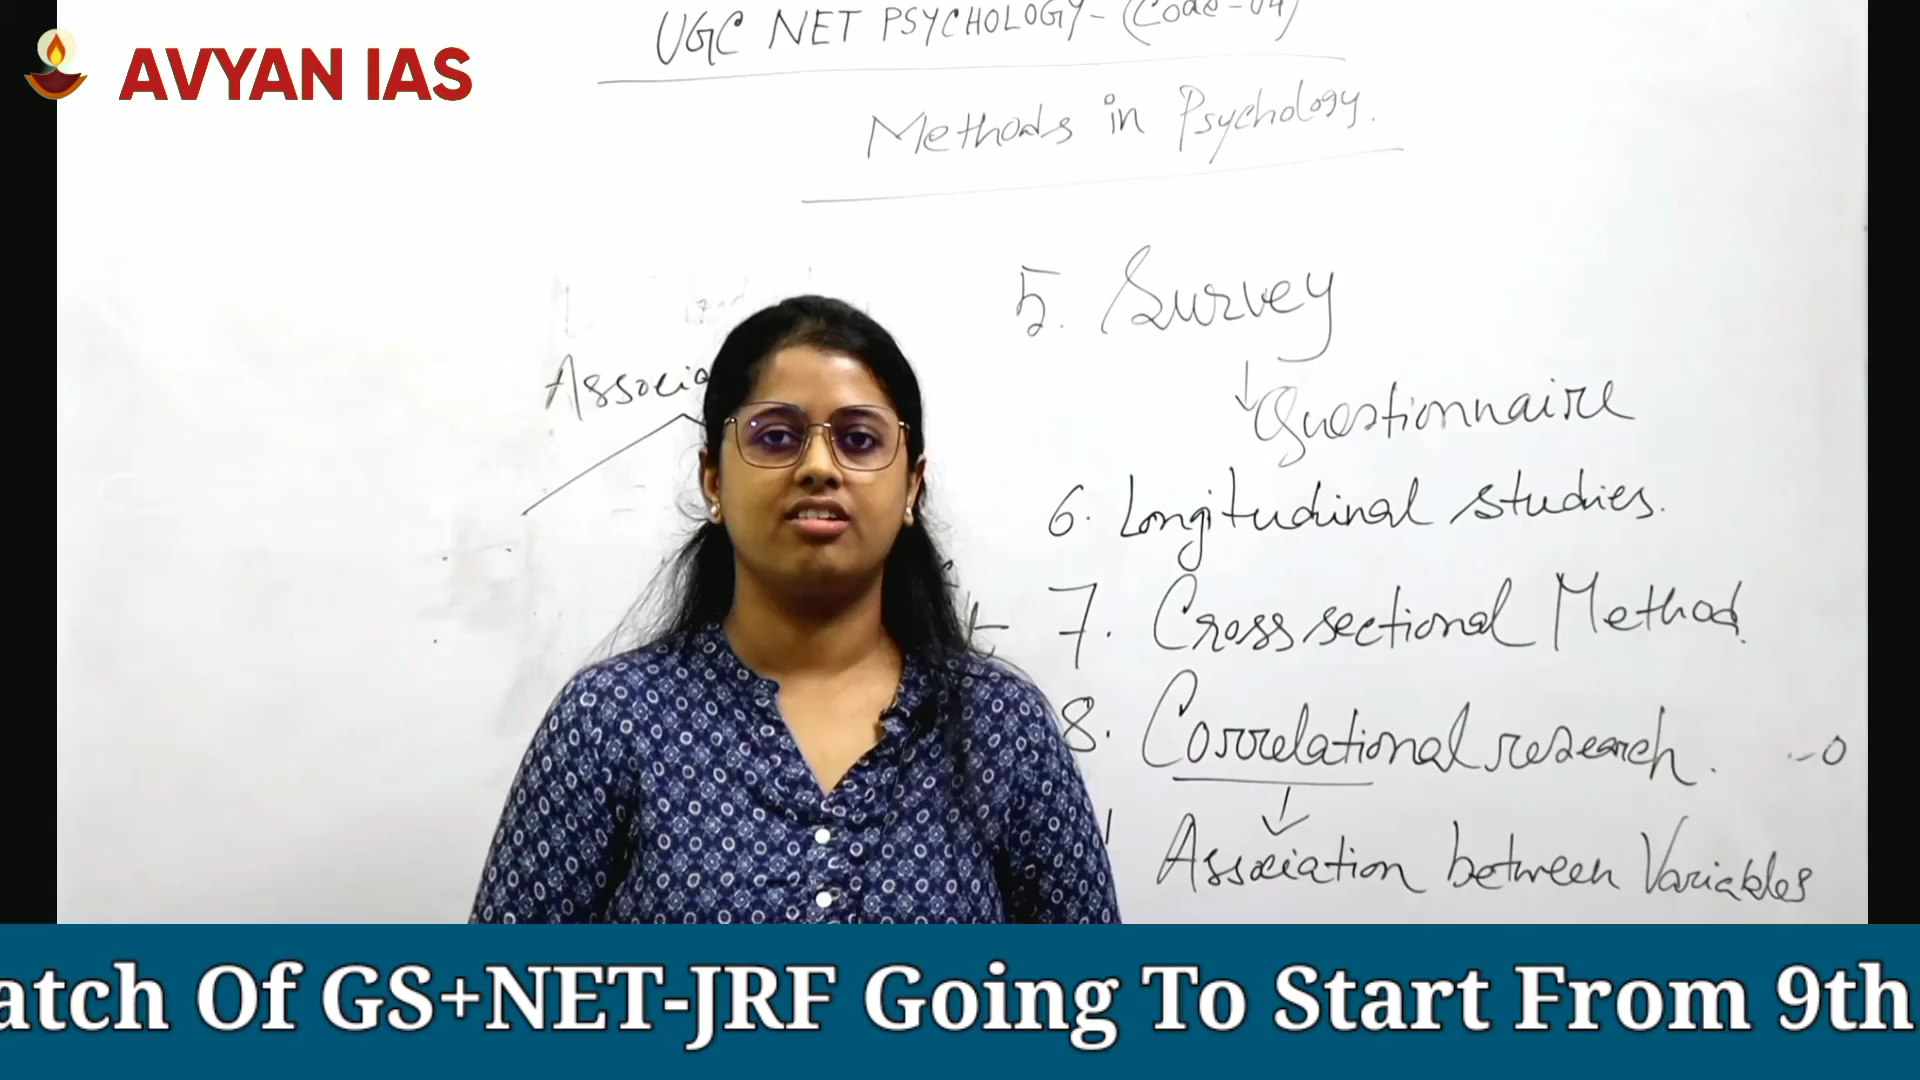 AVYAN IAS
UGC NET PSYCHOLOGY - (Code-04)
Methods in Psychology.
5. Survey
Questionnaire
6. Longitudinal studies.
7. Cross sectional Method.
8. Correlational research.
Association between Variables
Associa
atch Of GS+NET-JRF Going To Start From 9th